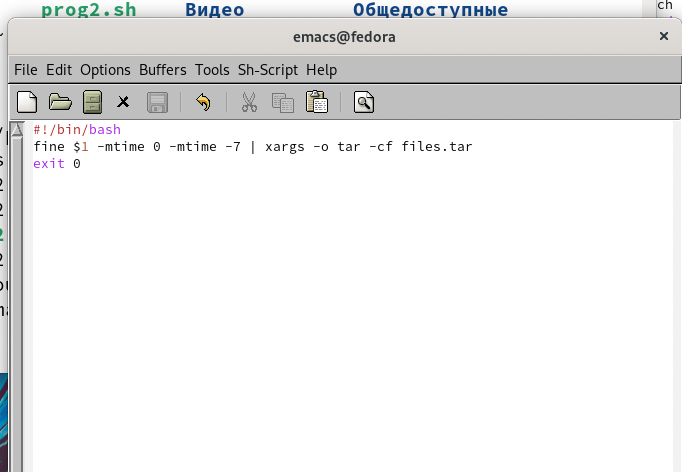 prog2.sh Видео Общедоступные
ch
emacs@fedora
File Edit Options Buffers Tools Sh-Script Help
#!/bin/bash
fine $1 -mtime 0 -mtime -7 | xargs -o tar -cf files.tar
exit 0